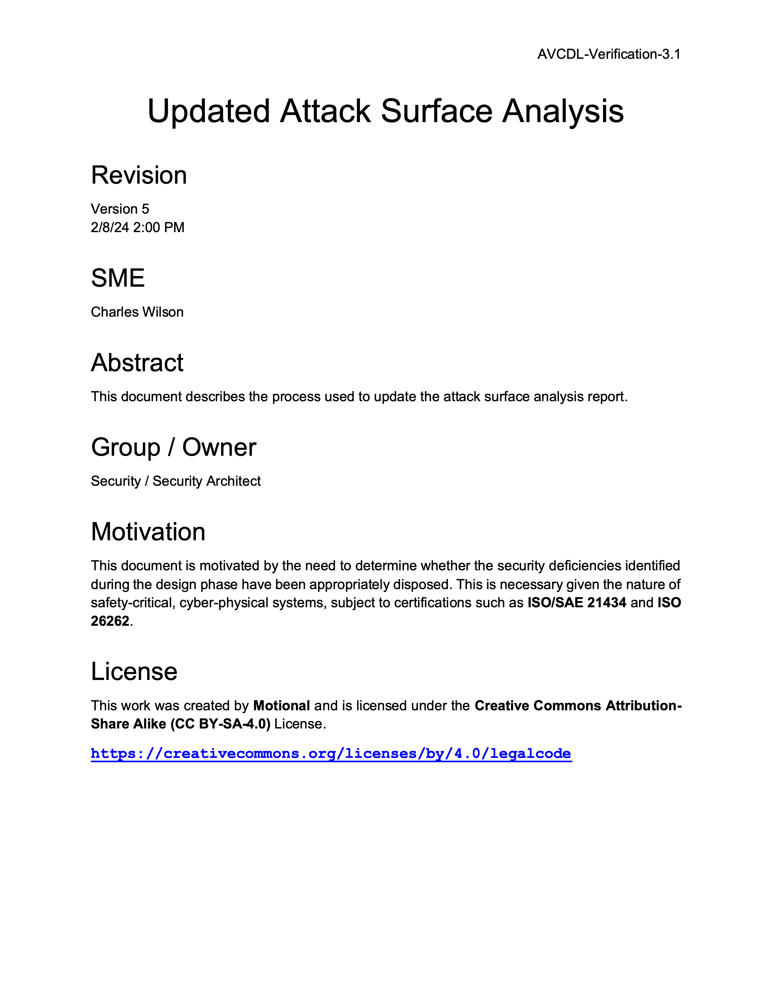 AVCDL-Verification-3.1
Updated Attack Surface Analysis
Revision
Version 5
2/8/24 2:00 PM
SME
Charles Wilson
Abstract
This document describes the process used to update the attack surface analysis report.
Group / Owner
Security / Security Architect
Motivation
This document is motivated by the need to determine whether the security deficiencies identified
during the design phase have been appropriately disposed. This is necessary given the nature of
safety-critical, cyber-physical systems, subject to certifications such as ISO/SAE 21434 and ISO
26262.
License
This work was created by Motional and is licensed under the Creative Commons Attribution-
Share Alike (CC BY-SA-4.0) License.
https://creativecommons.org/licenses/by/4.0/legalcode